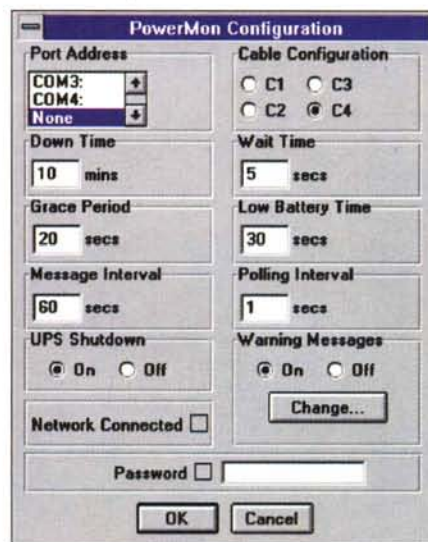 PowerMon Configuration
Port Address
COM3:
COM4:
None
Cable Configuration
C1 C3
C2 C4
Down Time
10 mins
Wait Time
5 secs
Grace Period
20 secs
Low Battery Time
30 secs
Message Interval
60 secs
Polling Interval
1 secs
UPS Shutdown
On Off
Warning Messages
On Off
Change...
Network Connected
Password
OK Cancel